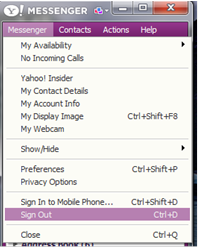 Y! MESSENGER
Messenger Contacts Actions Help
My Availability
No Incoming Calls
Yahoo! Insider
My Contact Details
My Account Info
My Display Image Ctrl+Shift+F8
My Webcam
Show/Hide
Preferences Ctrl+Shift+P
Privacy Options
Sign In to Mobile Phone... Ctrl+Shift+D
Sign Out Ctrl+D
Close Ctrl+Q
Address Book